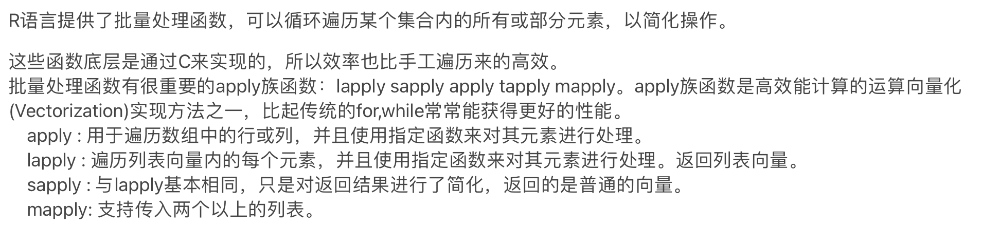 R语言提供了批量处理函数，可以循环遍历某个集合内的所有或部分元素，以简化操作。
这些函数底层是通过C来实现的，所以效率也比手工遍历来的高效。
批量处理函数有很重要的apply族函数：lapply sapply apply tapply mapply。apply族函数是高效能计算的运算向量化
(Vectorization)实现方法之一，比起传统的for,while常常能获得更好的性能。
apply : 用于遍历数组中的行或列，并且使用指定函数来对其元素进行处理。
lapply : 遍历列表向量内的每个元素，并且使用指定函数来对其元素进行处理。返回列表向量。
sapply : 与lapply基本相同，只是对返回结果进行了简化，返回的是普通的向量。
mapply: 支持传入两个以上的列表。